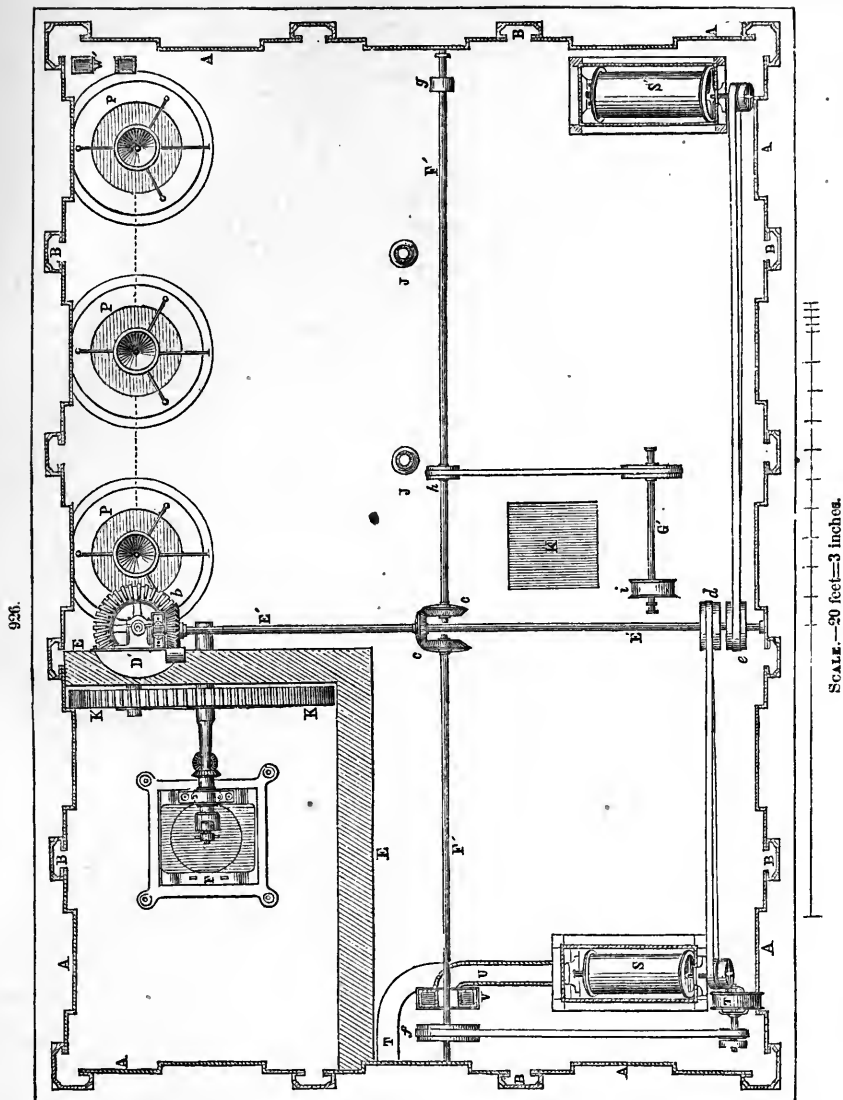 926.
A
B
A
W'
P
P
P
g
S'
F'
A
B
B
J
J
h
K
G'
i
b
E
E'
D'
c
c
d
E'
e
K
K
S
F
B
E
F'
B
A
A
U
S
V
T
f
T
s
A
B
A
SCALE.—20 feet=3 inches.